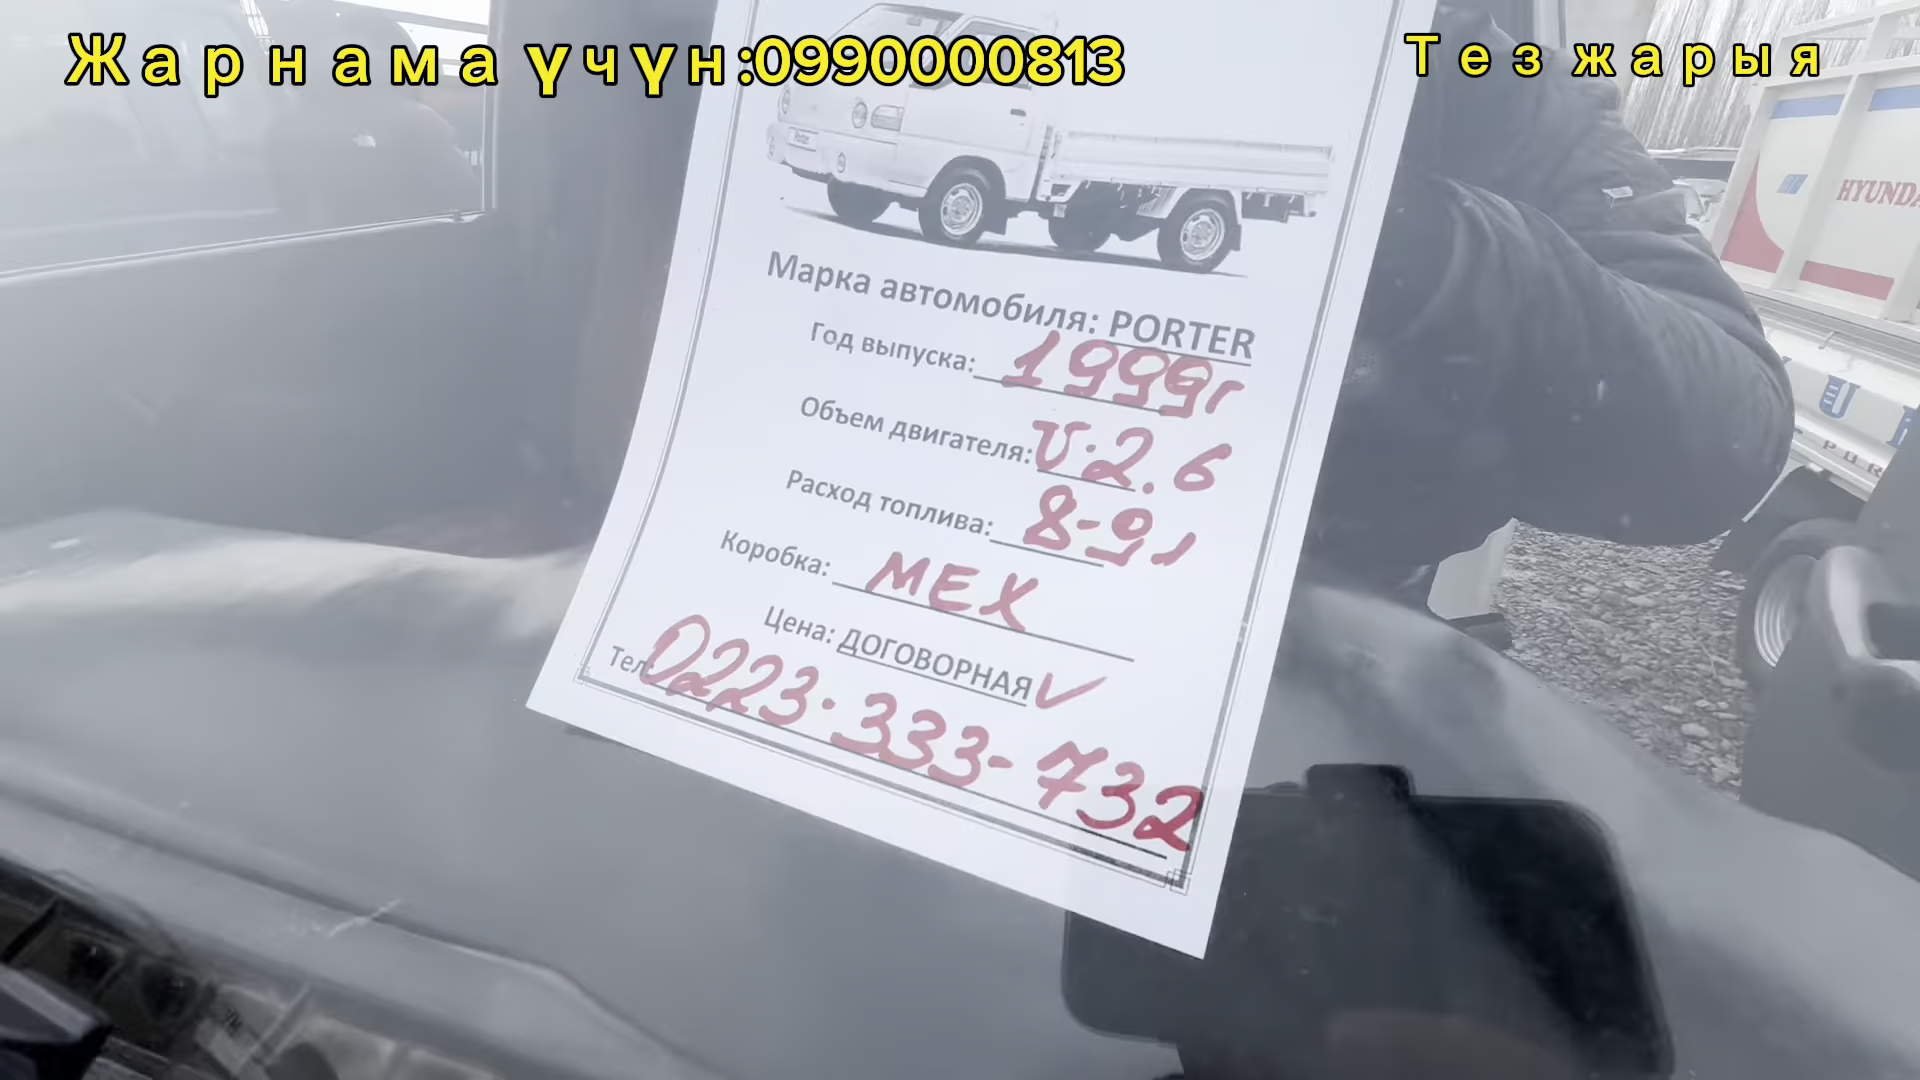 Жарнама үчүн:0990000813
Тез жарыя
Марка автомобиля: PORTER
Год выпуска: 1999г
Объем двигателя: V.2.6
Расход топлива: 8-9л
Коробка: МЕХ
Цена: ДОГОВОРНАЯ V
Тел: 0223.333-732
HYUNDA